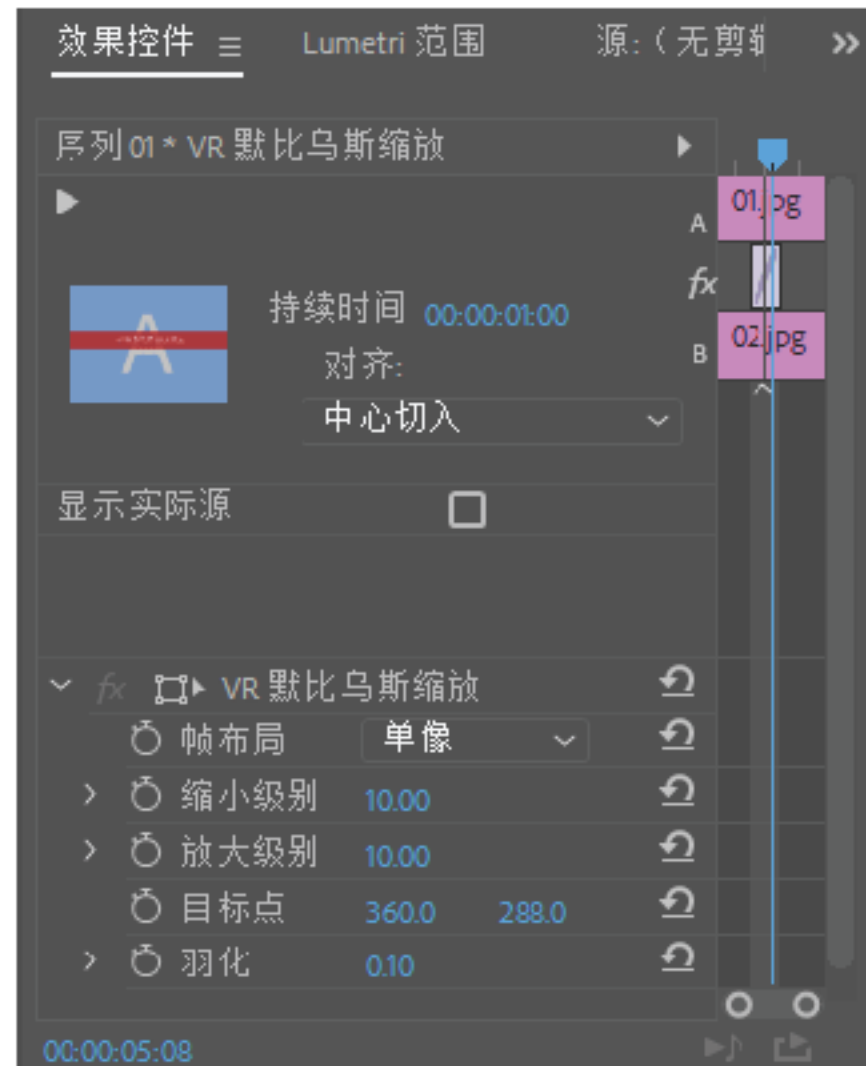 效果控件 Lumetri 范围 源:（无剪辑
序列 01 * VR 默比乌斯缩放
A 01.jpg
fx
持续时间 00:00:01:00
B 02.jpg
对齐:
中心切入
显示实际源
fx VR 默比乌斯缩放
帧布局 单像
缩小级别 10.00
放大级别 10.00
目标点 360.0 288.0
羽化 0.10
00:00:05:08